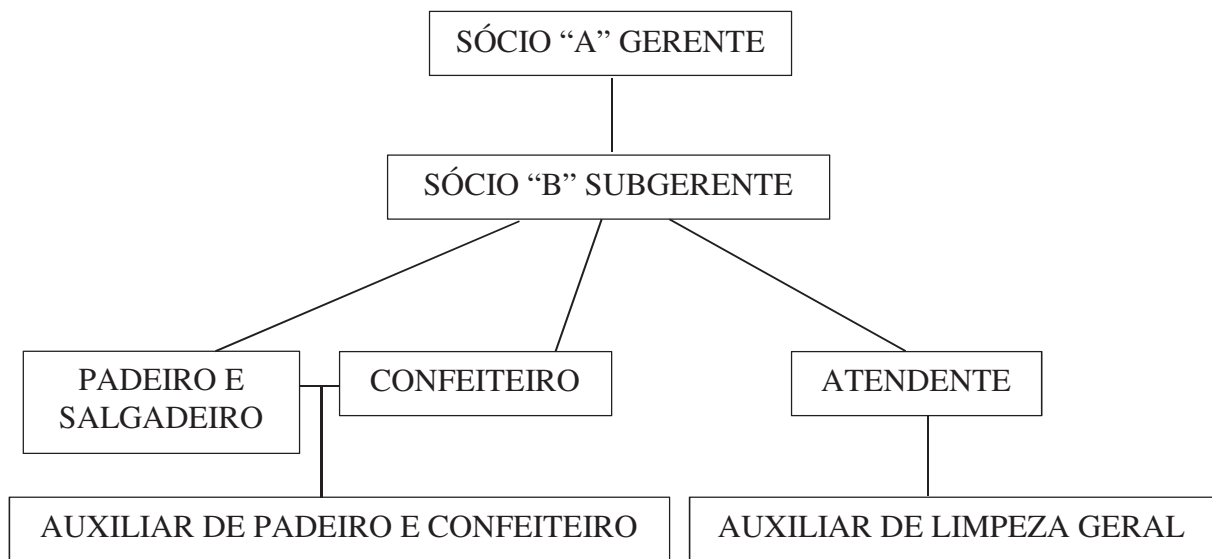 SÓCIO “A” GERENTE
SÓCIO “B” SUBGERENTE
PADEIRO E
SALGADEIRO
CONFEITEIRO
ATENDENTE
AUXILIAR DE PADEIRO E CONFEITEIRO
AUXILIAR DE LIMPEZA GERAL